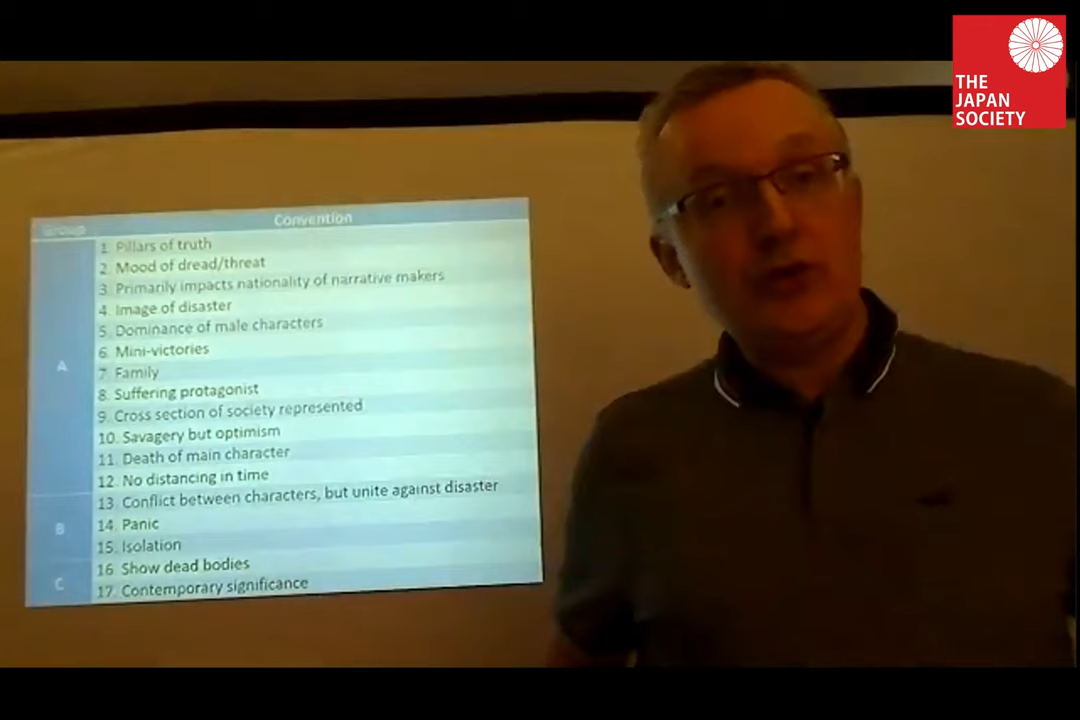 THE
JAPAN
SOCIETY
Group Convention
A
1. Pillars of truth
2. Mood of dread/threat
3. Primarily impacts nationality of narrative makers
4. Image of disaster
5. Dominance of male characters
6. Mini-victories
7. Family
8. Suffering protagonist
9. Cross section of society represented
10. Savagery but optimism
11. Death of main character
12. No distancing in time
B
13. Conflict between characters, but unite against disaster
14. Panic
15. Isolation
C
16. Show dead bodies
17. Contemporary significance